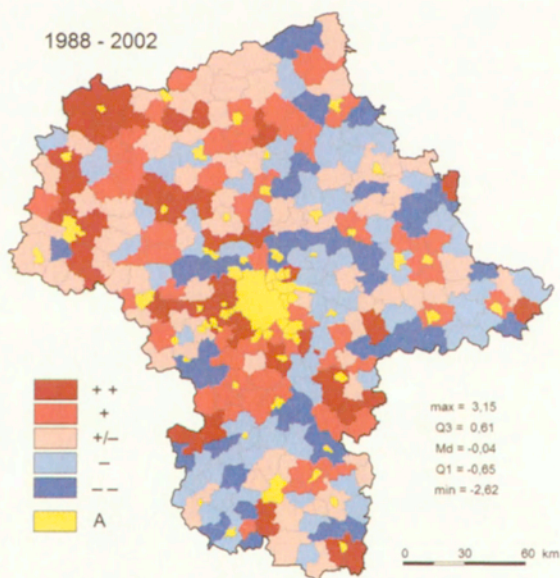 1988 - 2002
+ +
+
+/–
–
– –
A
max = 3,15
Q3 = 0,61
Md = -0,04
Q1 = -0,65
min = -2,62
0 30 60 km